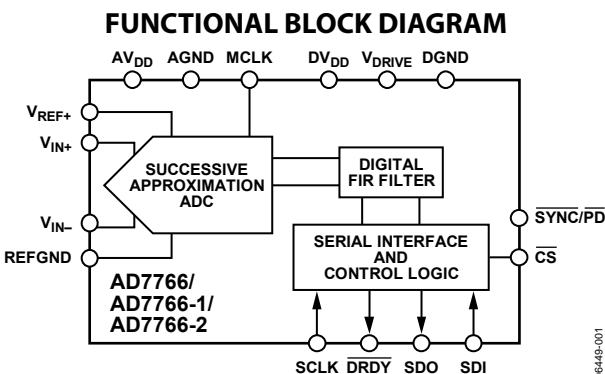 FUNCTIONAL BLOCK DIAGRAM
AVDD AGND MCLK DVDD VDRIVE DGND
VREF+
VIN+
SUCCESSIVE
APPROXIMATION
ADC
DIGITAL
FIR FILTER
VIN–
SYNC/PD
REFGND
SERIAL INTERFACE
AND
CONTROL LOGIC
CS
AD7766/
AD7766-1/
AD7766-2
SCLK DRDY SDO SDI
6449-001